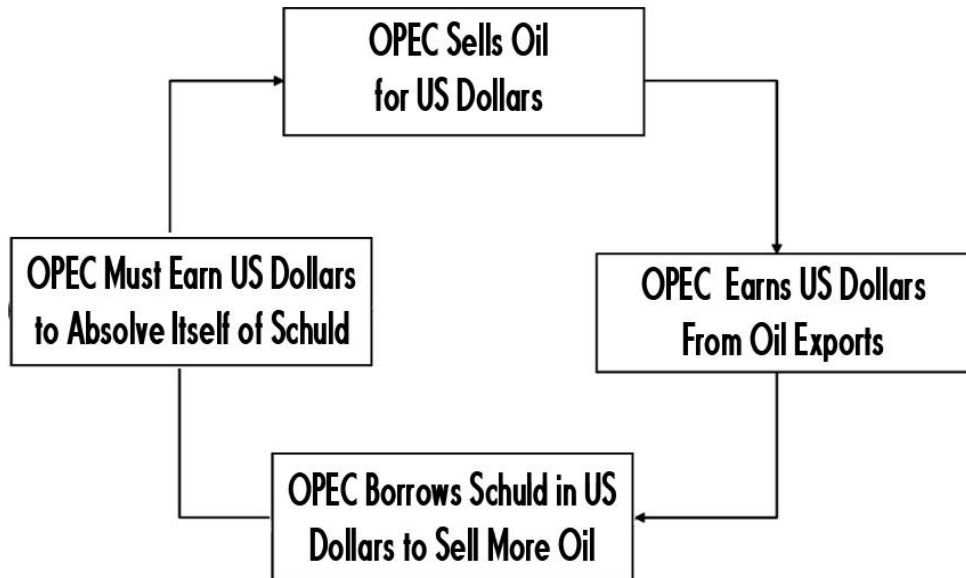 OPEC Sells Oil
for US Dollars
OPEC Earns US Dollars
From Oil Exports
OPEC Borrows Schuld in US
Dollars to Sell More Oil
OPEC Must Earn US Dollars
to Absolve Itself of Schuld